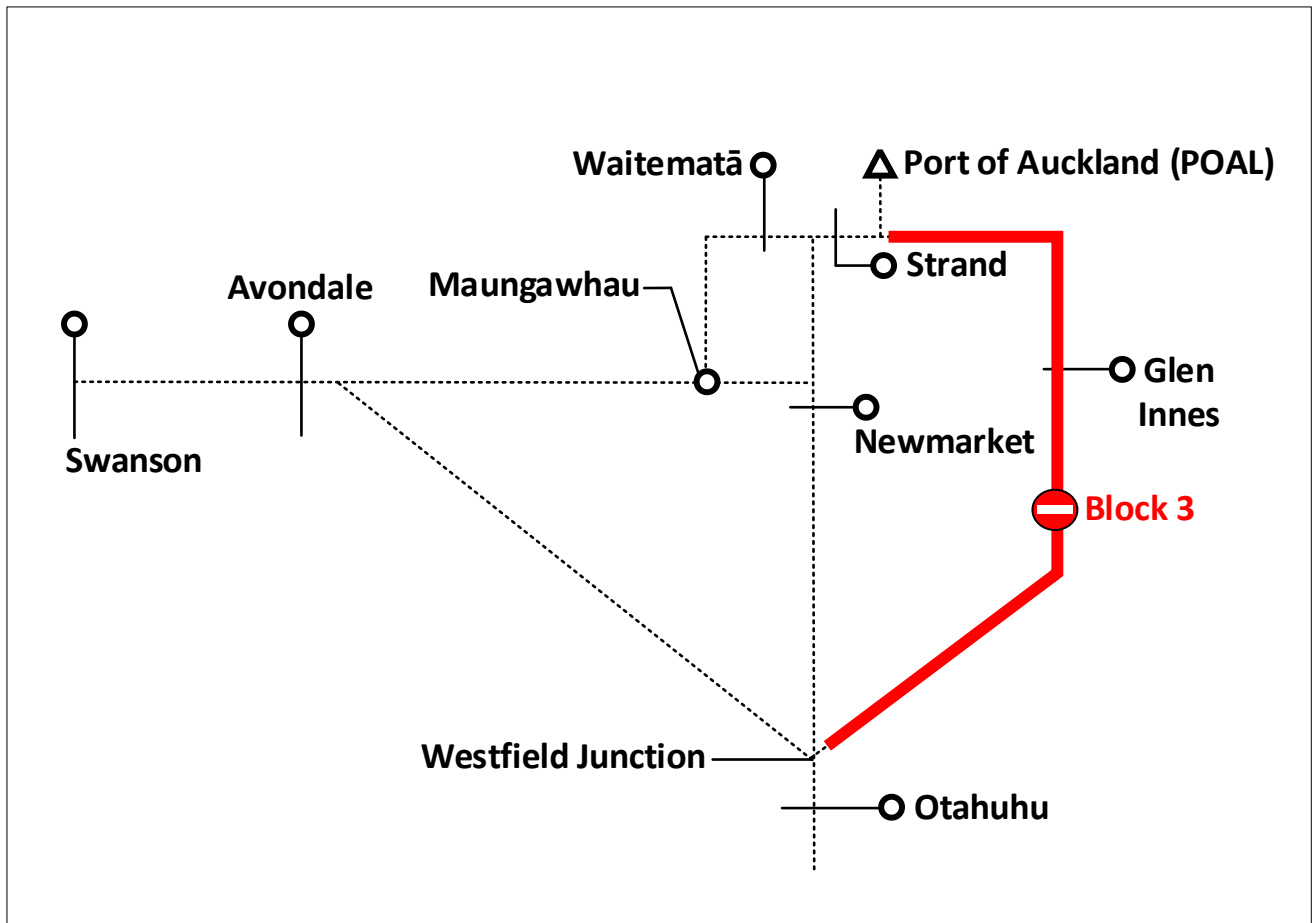 Waitematā
Port of Auckland (POAL)
Strand
Avondale
Maungawhau
Glen
Innes
Newmarket
Swanson
Block 3
Westfield Junction
Otahuhu